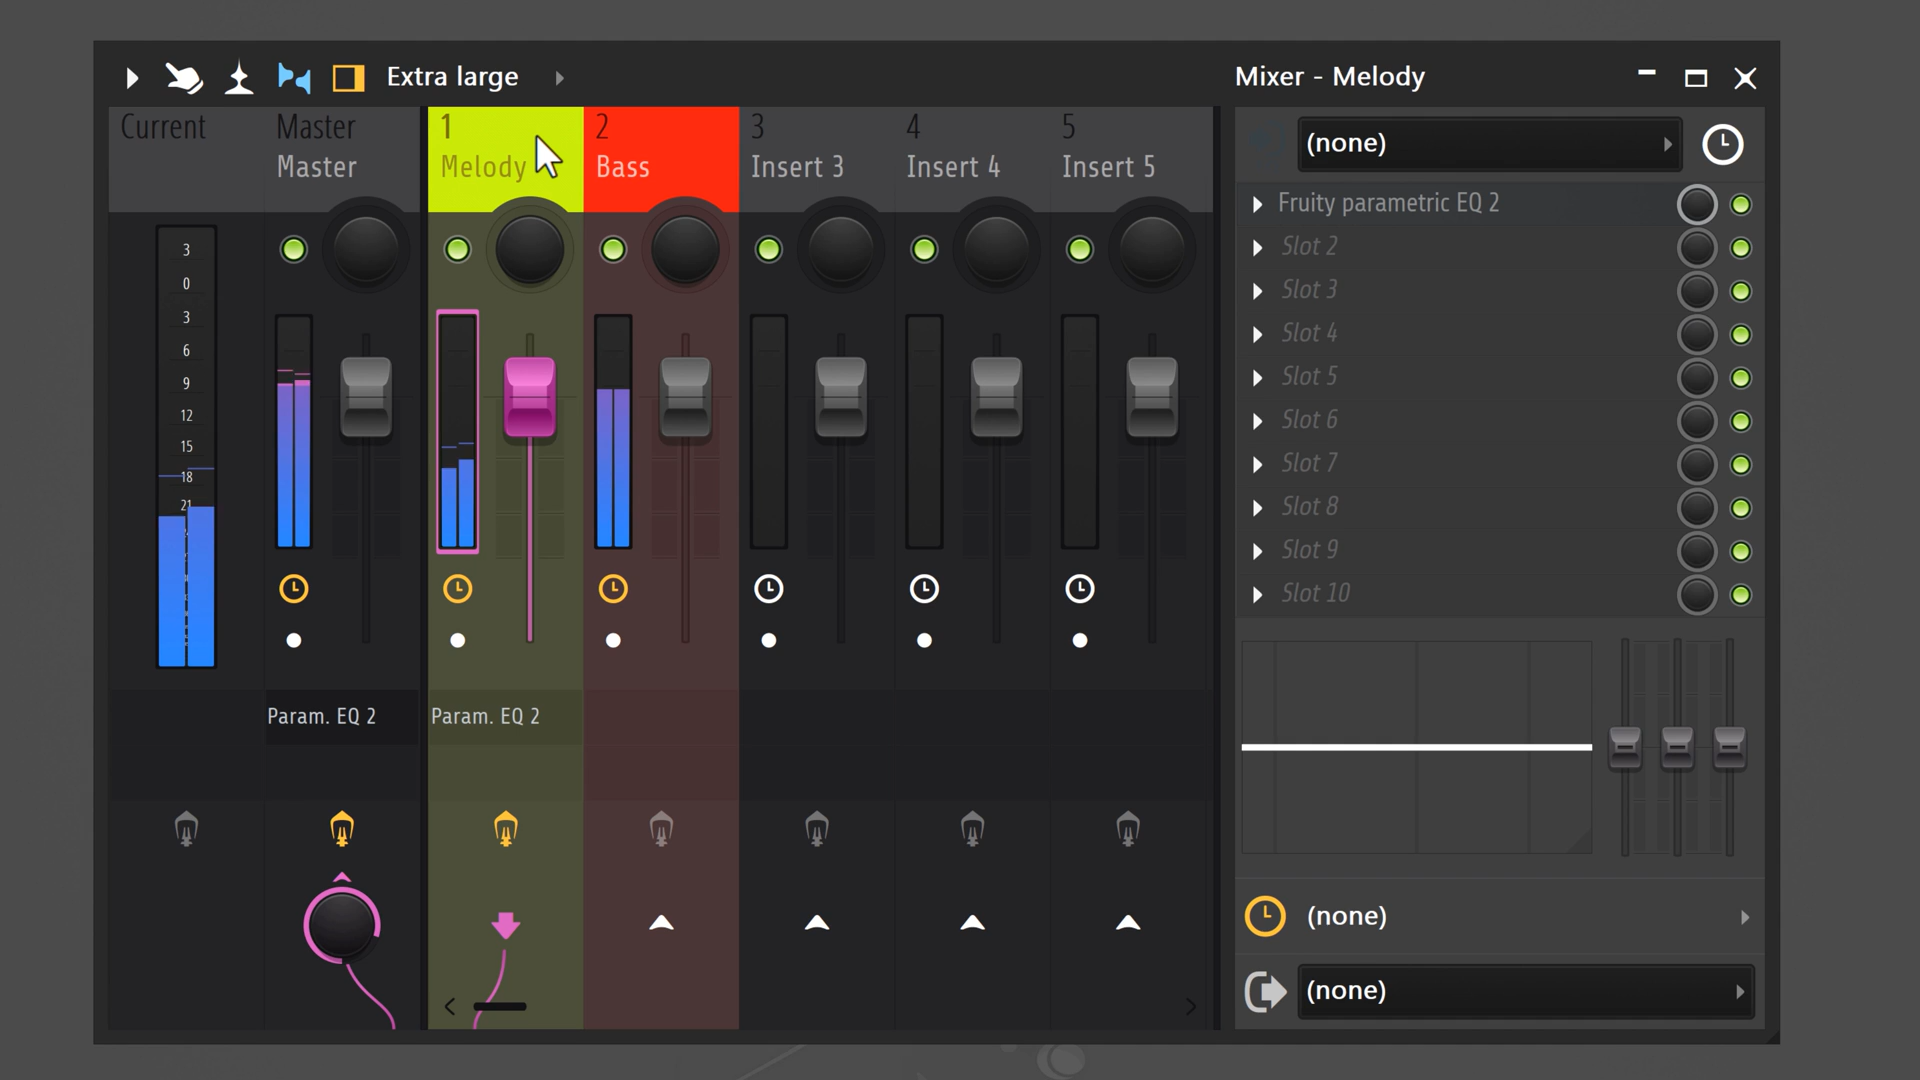 Extra large
Mixer - Melody
Current
Master
Master
1
Melody
2
Bass
3
Insert 3
4
Insert 4
5
Insert 5
3
0
3
6
9
12
15
18
21
Param. EQ 2
Param. EQ 2
(none)
Fruity parametric EQ 2
Slot 2
Slot 3
Slot 4
Slot 5
Slot 6
Slot 7
Slot 8
Slot 9
Slot 10
(none)
(none)